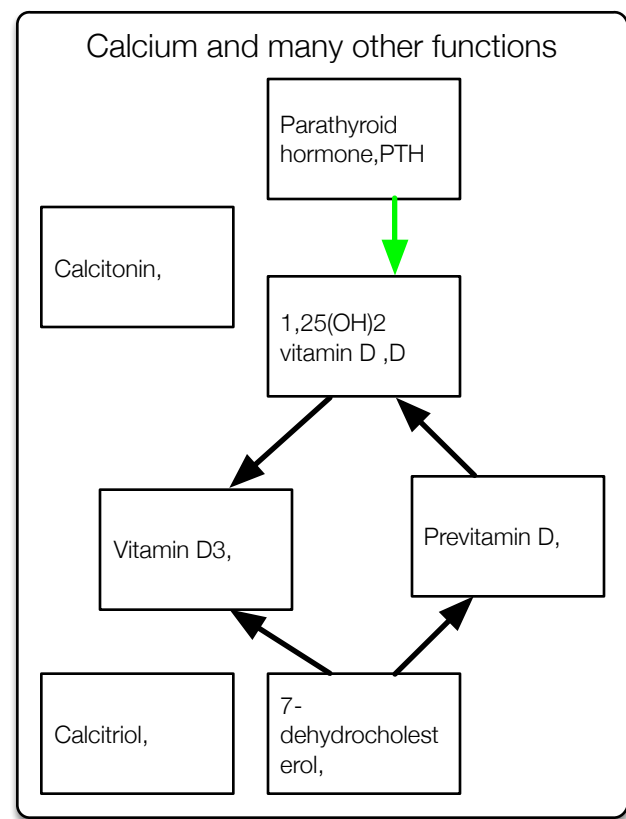 Calcium and many other functions
Parathyroid
hormone,PTH
Calcitonin,
1,25(OH)2
vitamin D ,D
Vitamin D3,
Previtamin D,
Calcitriol,
7-
dehydrocholest
erol,